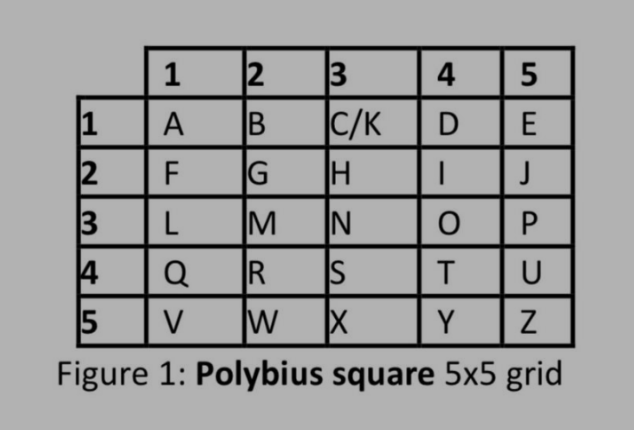 1 2 3 4 5
1 A B C/K D E
2 F G H I J
3 L M N O P
4 Q R S T U
5 V W X Y Z
Figure 1: Polybius square 5x5 grid